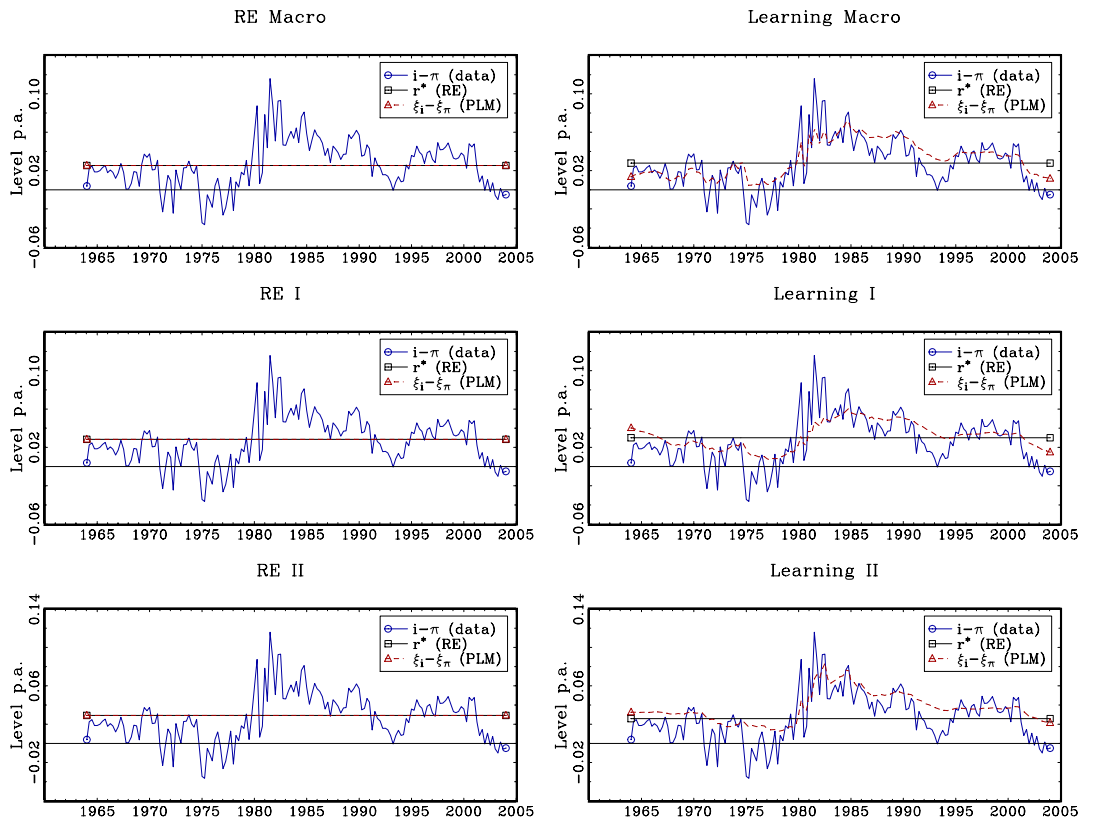 RE Macro
Level p.a.
0.10
0.02
−0.06
i−π (data)
r* (RE)
ξi−ξπ (PLM)
1965 1970 1975 1980 1985 1990 1995 2000 2005
Learning Macro
Level p.a.
0.10
0.02
−0.06
i−π (data)
r* (RE)
ξi−ξπ (PLM)
1965 1970 1975 1980 1985 1990 1995 2000 2005
RE I
Level p.a.
0.10
0.02
−0.06
i−π (data)
r* (RE)
ξi−ξπ (PLM)
1965 1970 1975 1980 1985 1990 1995 2000 2005
Learning I
Level p.a.
0.10
0.02
−0.06
i−π (data)
r* (RE)
ξi−ξπ (PLM)
1965 1970 1975 1980 1985 1990 1995 2000 2005
RE II
Level p.a.
0.14
0.06
−0.02
i−π (data)
r* (RE)
ξi−ξπ (PLM)
1965 1970 1975 1980 1985 1990 1995 2000 2005
Learning II
Level p.a.
0.14
0.06
−0.02
i−π (data)
r* (RE)
ξi−ξπ (PLM)
1965 1970 1975 1980 1985 1990 1995 2000 2005